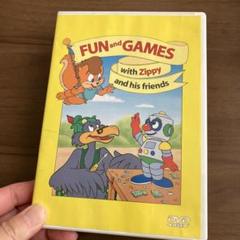 FUN and GAMES
with Zippy
and his friends
DVD